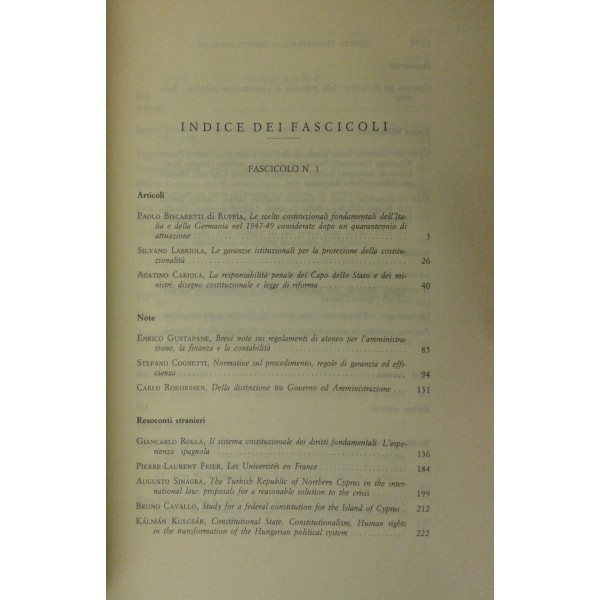 INDICE DEI FASCICOLI
FASCICOLO N. 1
Articoli
PAOLO BISCARETTI di RUFFÌA, Le scelte costituzionali fondamentali dell'Ita-
lia e della Germania nel 1947-49 considerate dopo un quarantennio di
attuazione 3
SILVANO LABRIOLA, Le garanzie istituzionali per la protezione della costitu-
zionalità 26
AGATINO CARIOLA, La responsabilità penale del Capo dello Stato e dei mi-
nistri: disegno costituzionale e legge di riforma 40
Note
ENRICO GUSTAPANE, Brevi note sui regolamenti di ateneo per l'amministra-
zione, la finanza e la contabilità 85
STEFANO COGNETTI, Normative sul procedimento, regole di garanzia ed effi-
cienza 94
CARLO ROEHRSSEN, Della distinzione tra Governo ed Amministrazione . . . 131
Resoconti stranieri
GIANCARLO ROLLA, Il sistema costituzionale dei diritti fondamentali. L'espe-
rienza spagnola 136
PIERRE-LAURENT FRIER, Les Universités en France 184
AUGUSTO SINAGRA, The Turkish Republic of Northern Cyprus in the inter-
national law: proposals for a reasonable solution to the crisis 199
BRUNO CAVALLO, Study for a federal constitution for the Island of Cyprus . 212
KÁLMÁN KULCSÁR, Constitutional State, Constitutionalism, Human rights
in the transformation of the Hungarian political system 222